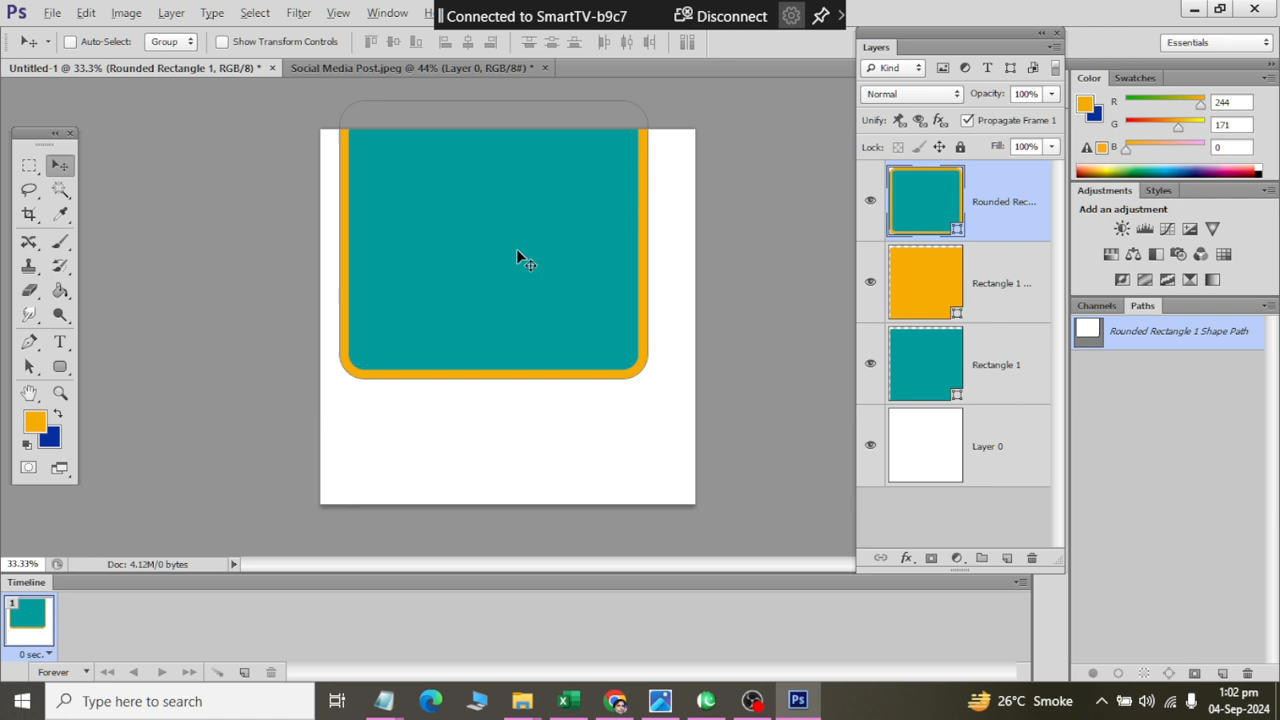 Ps File Edit Image Layer Type Select Filter View Window H
Connected to SmartTV-b9c7 Disconnect
Auto-Select: Group Show Transform Controls
Essentials
Untitled-1 @ 33.3% (Rounded Rectangle 1, RGB/8) * × Social Media Post.jpeg @ 44% (Layer 0, RGB/8#) * ×
Layers
Kind
Normal Opacity: 100%
Unify: Propagate Frame 1
Lock: Fill: 100%
Rounded Rec...
Rectangle 1 ...
Rectangle 1
Layer 0
fx
Color Swatches
R 244
G 171
B 0
Adjustments Styles
Add an adjustment
Channels Paths
Rounded Rectangle 1 Shape Path
33.33% Doc: 4.12M/0 bytes
Timeline
1
0 sec.
Forever
Type here to search
Ps
26°C Smoke
1:02 pm
04-Sep-2024